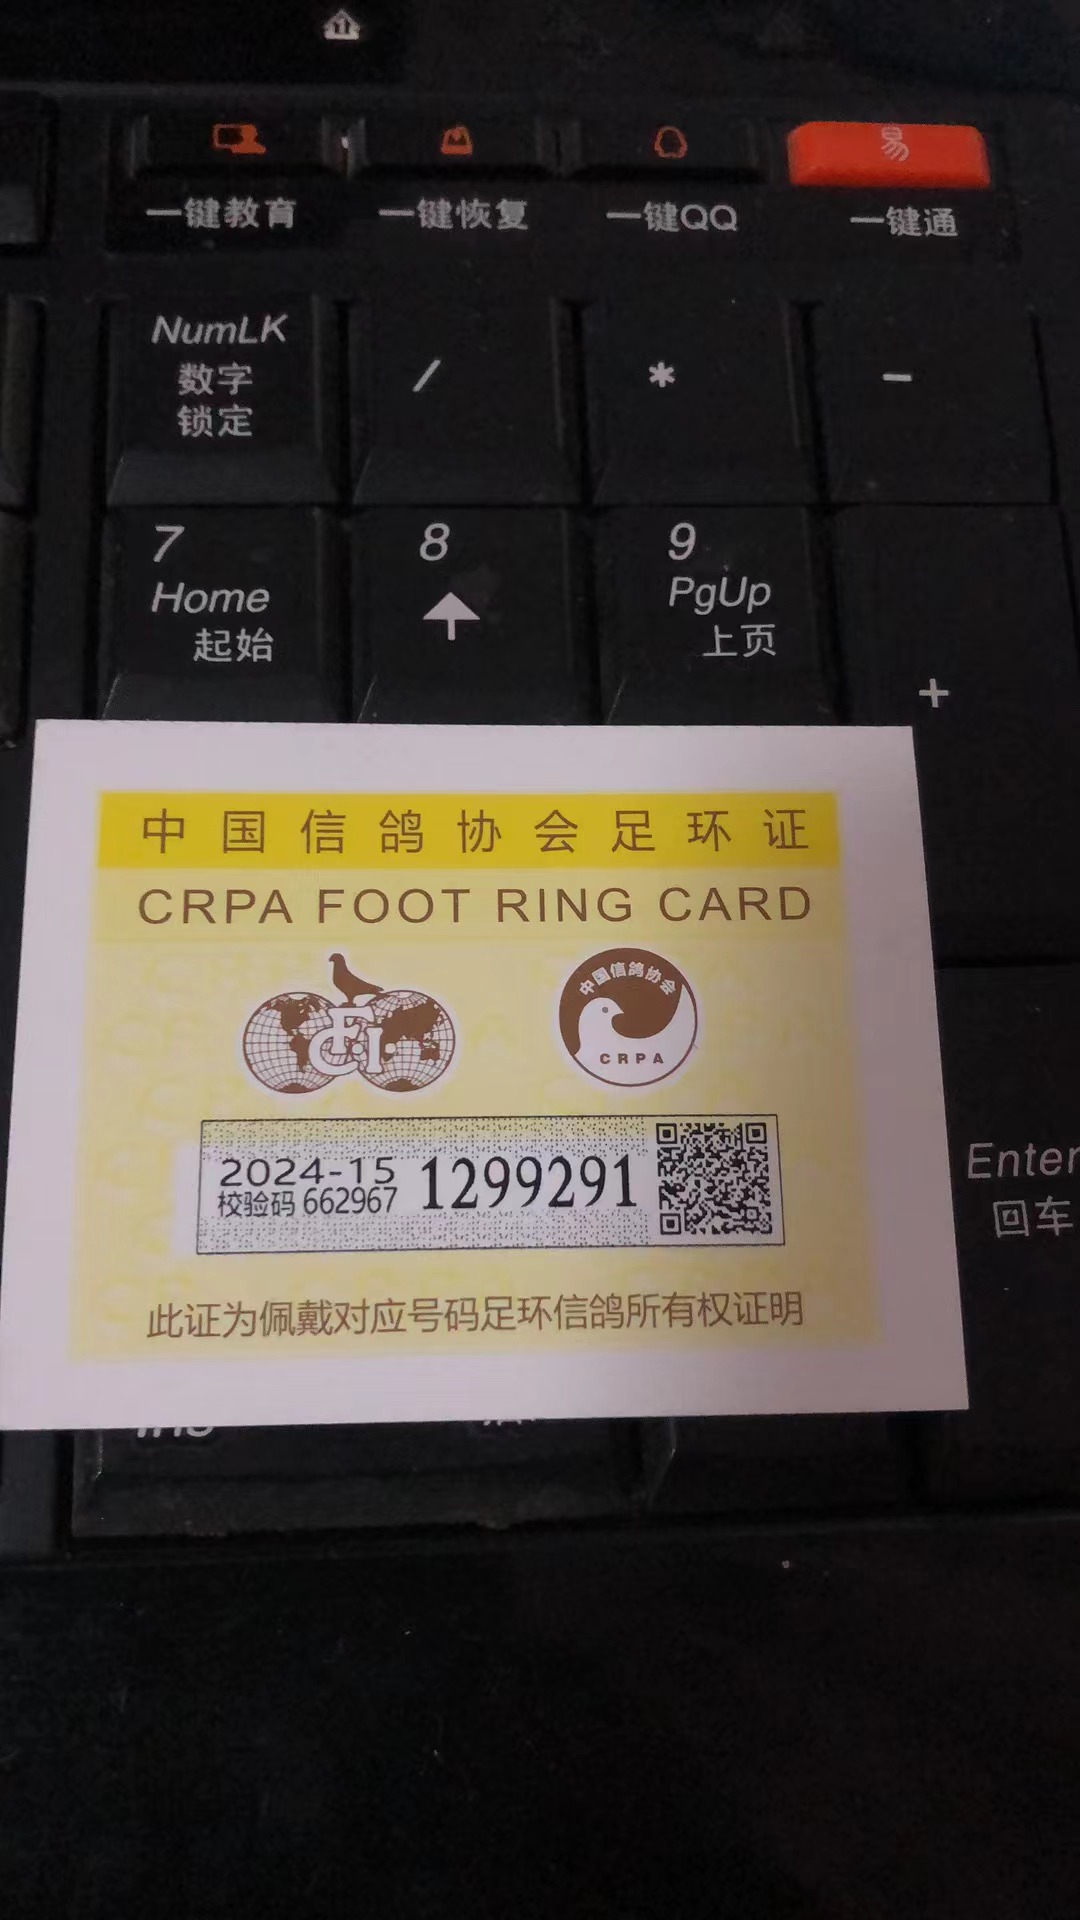 一键教育 一键恢复 一键QQ 易 一键通
NumLK
数字
锁定
/
*
-
7
Home
起始
8
9
PgUp
上页
+
中国信鸽协会足环证
CRPA FOOT RING CARD
FCI
中国信鸽协会
CRPA
2024-15
校验码 662967
1299291
此证为佩戴对应号码足环信鸽所有权证明
Enter
回车